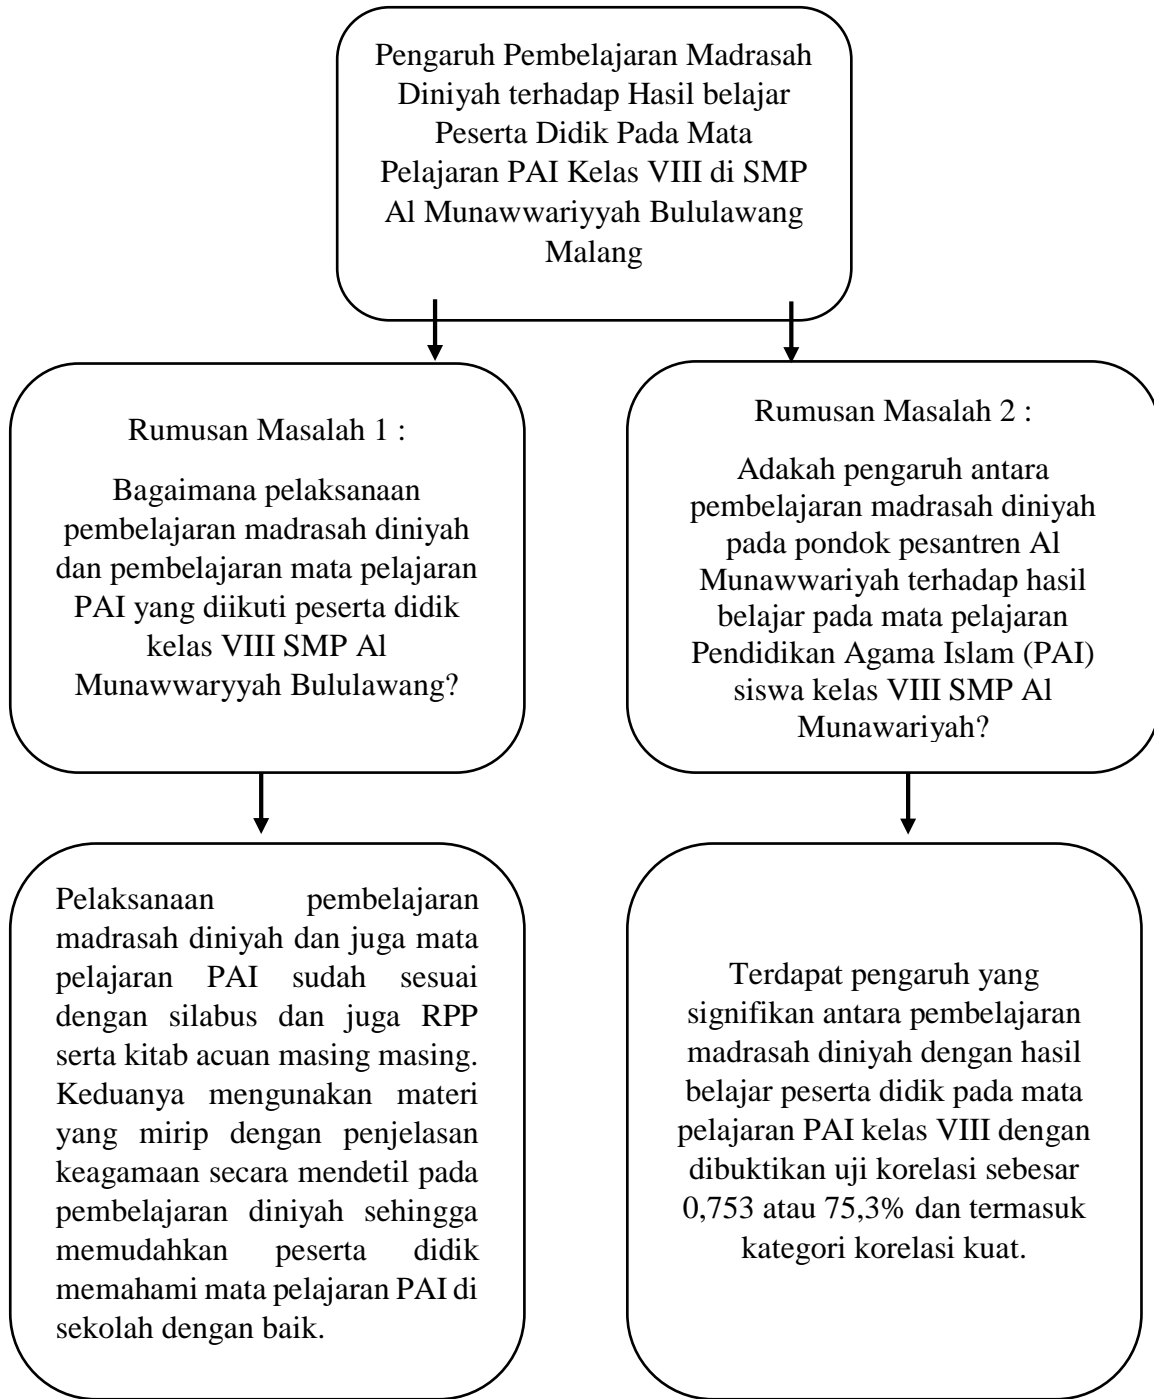 Pengaruh Pembelajaran Madrasah
Diniyah terhadap Hasil belajar
Peserta Didik Pada Mata
Pelajaran PAI Kelas VIII di SMP
Al Munawwariyyah Bululawang
Malang
Rumusan Masalah 1 :
Bagaimana pelaksanaan
pembelajaran madrasah diniyah
dan pembelajaran mata pelajaran
PAI yang diikuti peserta didik
kelas VIII SMP Al
Munawwaryyah Bululawang?
Rumusan Masalah 2 :
Adakah pengaruh antara
pembelajaran madrasah diniyah
pada pondok pesantren Al
Munawwariyah terhadap hasil
belajar pada mata pelajaran
Pendidikan Agama Islam (PAI)
siswa kelas VIII SMP Al
Munawariyah?
Pelaksanaan pembelajaran
madrasah diniyah dan juga mata
pelajaran PAI sudah sesuai
dengan silabus dan juga RPP
serta kitab acuan masing masing.
Keduanya mengunakan materi
yang mirip dengan penjelasan
keagamaan secara mendetil pada
pembelajaran diniyah sehingga
memudahkan peserta didik
memahami mata pelajaran PAI di
sekolah dengan baik.
Terdapat pengaruh yang
signifikan antara pembelajaran
madrasah diniyah dengan hasil
belajar peserta didik pada mata
pelajaran PAI kelas VIII dengan
dibuktikan uji korelasi sebesar
0,753 atau 75,3% dan termasuk
kategori korelasi kuat.